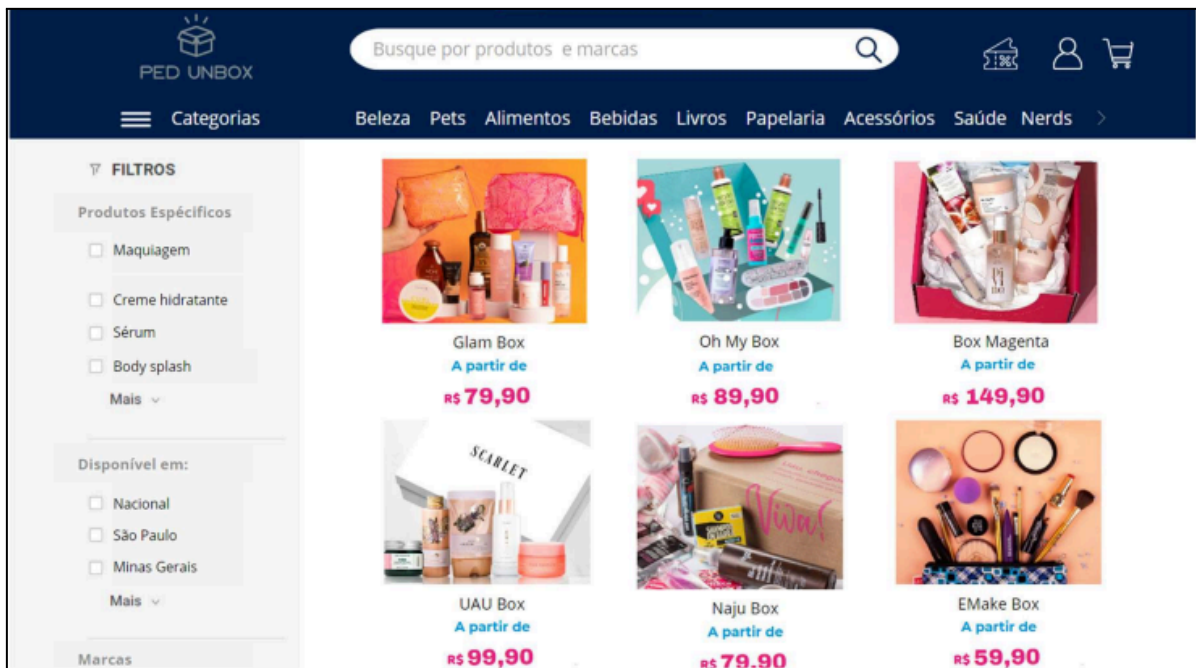 PED UNBOX
Busque por produtos e marcas
Categorias
Beleza Pets Alimentos Bebidas Livros Papelaria Acessórios Saúde Nerds >
FILTROS
Produtos Espécificos
Maquiagem
Creme hidratante
Sérum
Body splash
Mais
Disponível em:
Nacional
São Paulo
Minas Gerais
Mais
Marcas
Glam Box
A partir de
R$ 79,90
Oh My Box
A partir de
R$ 89,90
Box Magenta
A partir de
R$ 149,90
SCARLET
UAU Box
A partir de
R$ 99,90
Viva!
Naju Box
A partir de
R$ 79,90
EMake Box
A partir de
R$ 59,90